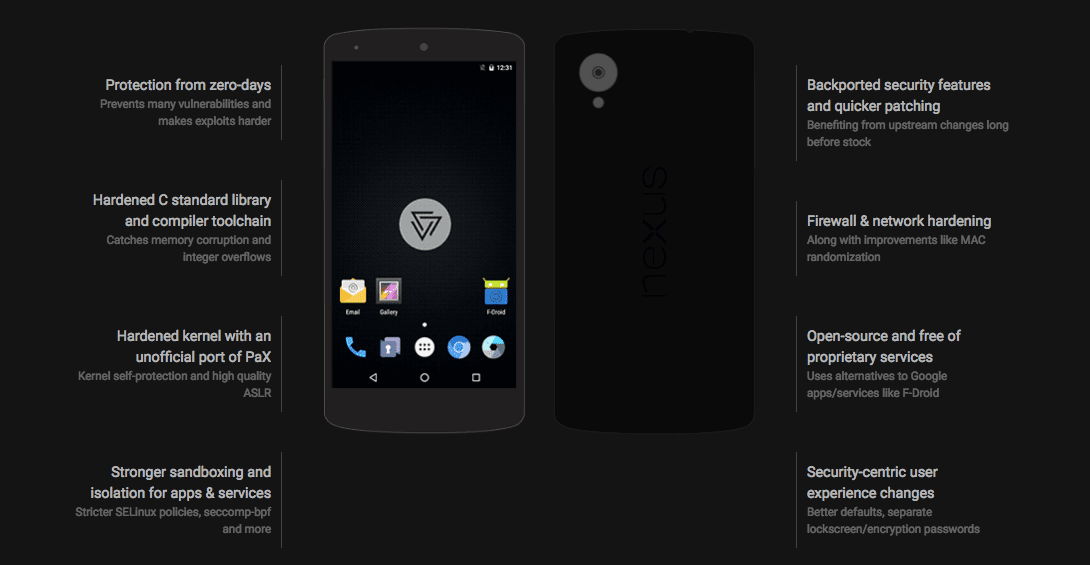 Protection from zero-days
Prevents many vulnerabilities and
makes exploits harder
Hardened C standard library
and compiler toolchain
Catches memory corruption and
integer overflows
Hardened kernel with an
unofficial port of PaX
Kernel self-protection and high quality
ASLR
Stronger sandboxing and
isolation for apps & services
Stricter SELinux policies, seccomp-bpf
and more
12:31
Email
Gallery
F-Droid
nexus
Backported security features
and quicker patching
Benefiting from upstream changes long
before stock
Firewall & network hardening
Along with improvements like MAC
randomization
Open-source and free of
proprietary services
Uses alternatives to Google
apps/services like F-Droid
Security-centric user
experience changes
Better defaults, separate
lockscreen/encryption passwords